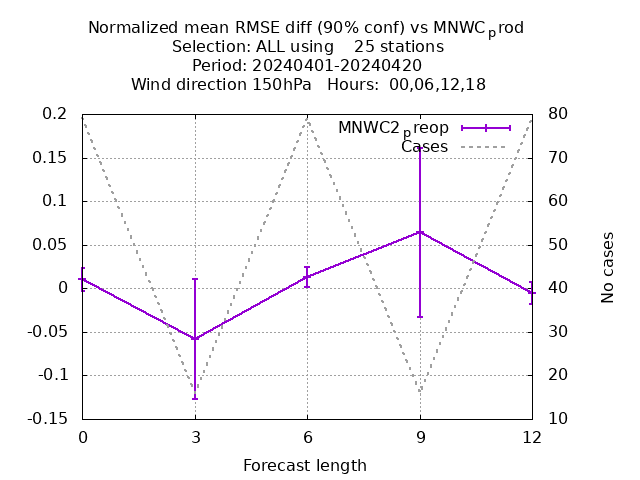 Normalized mean RMSE diff (90% conf) vs MNWCprod
Selection: ALL using    25 stations
Period: 20240401-20240420
Wind direction 150hPa   Hours:  00,06,12,18
MNWC2preop
Cases
0.2
0.15
0.1
0.05
0
-0.05
-0.1
-0.15
80
70
60
50
40
30
20
10
No cases
0 3 6 9 12
Forecast length